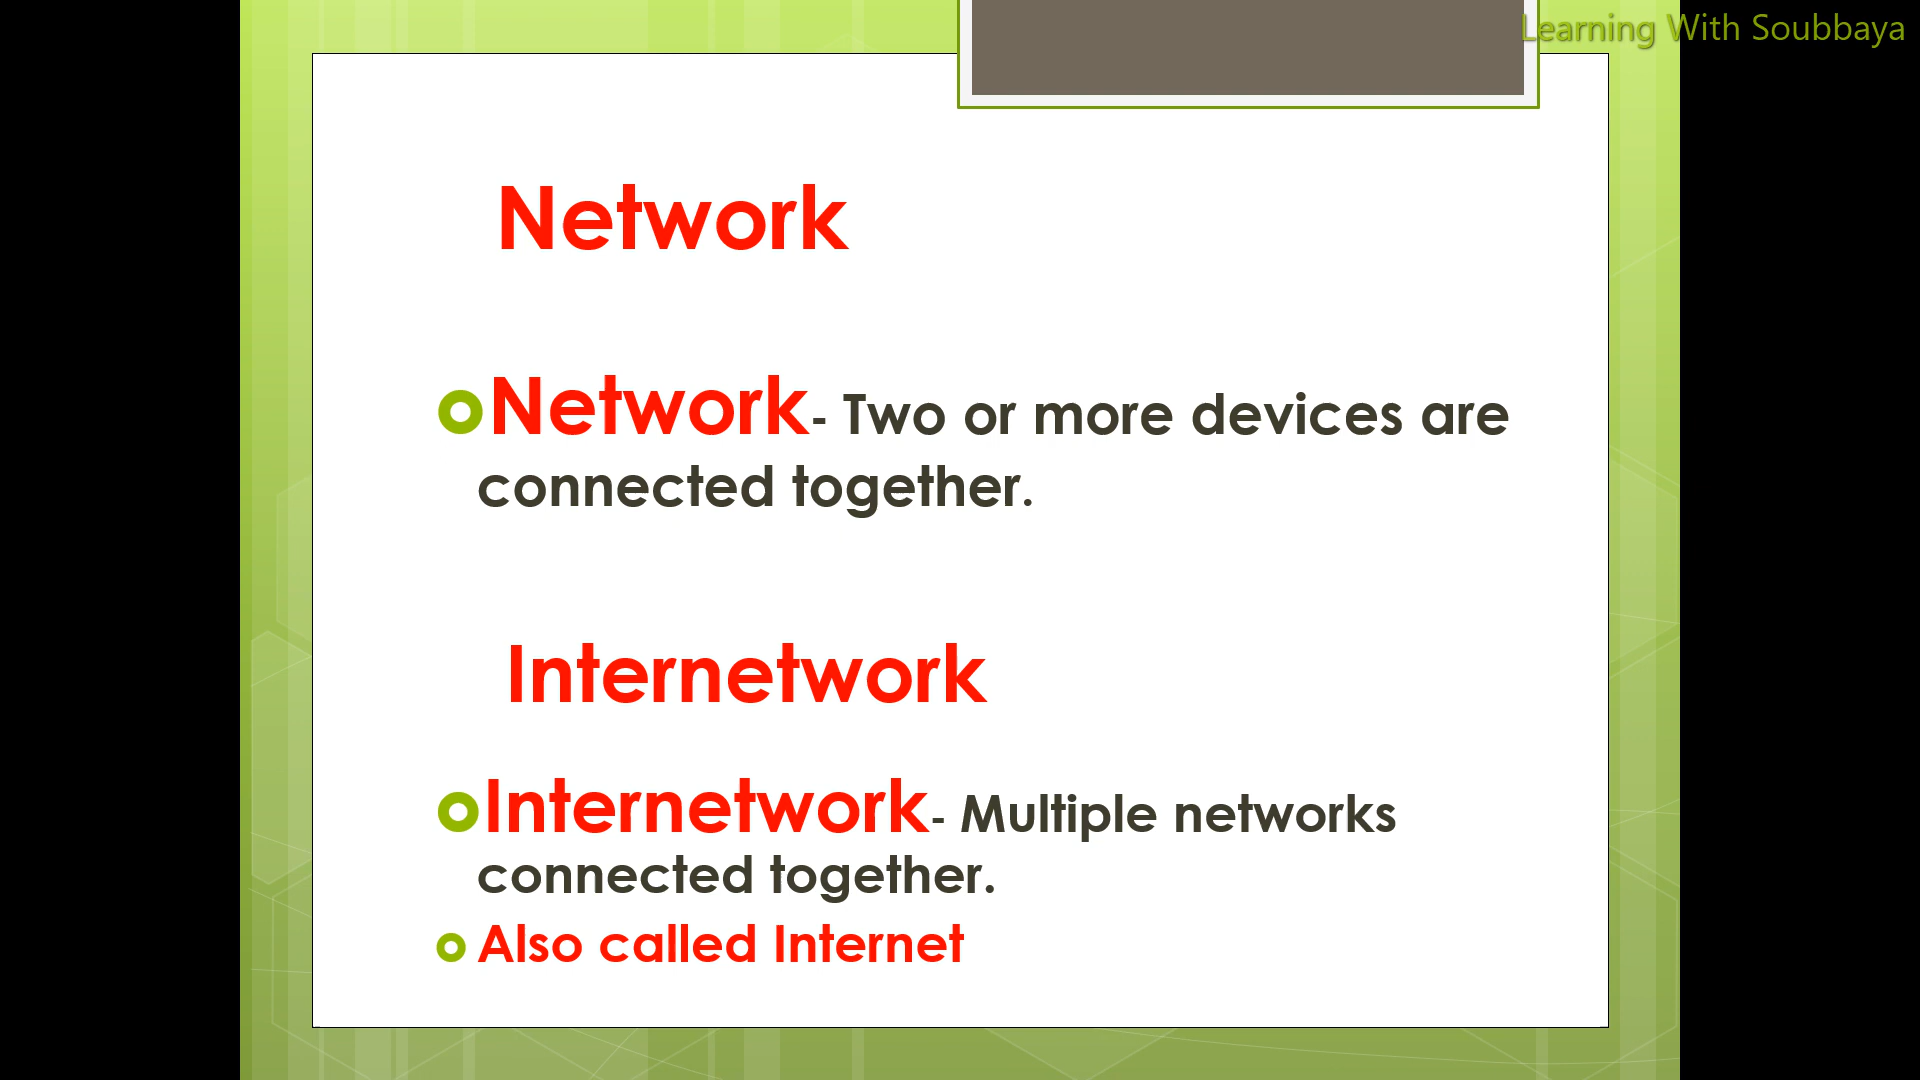 Learning With Soubbaya
Network
Network- Two or more devices are
connected together.
Internetwork
Internetwork- Multiple networks
connected together.
Also called Internet